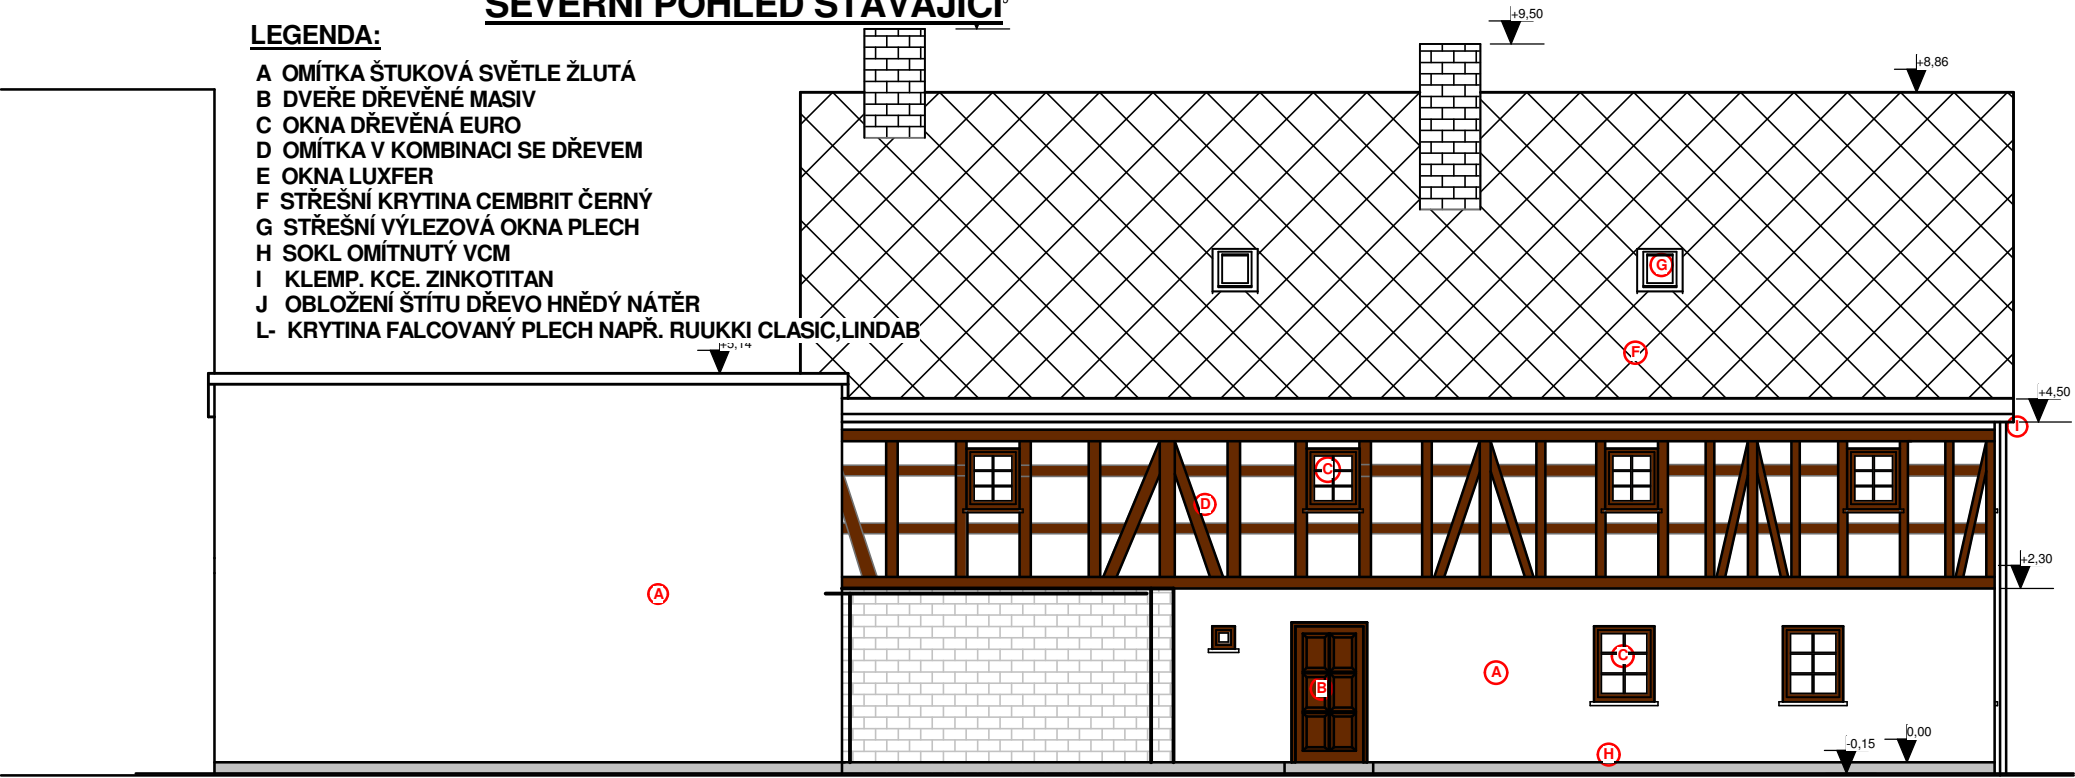 SEVERNÍ POHLED STÁVAJÍCÍ
LEGENDA:
A OMÍTKA ŠTUKOVÁ SVĚTLE ŽLUTÁ
B DVEŘE DŘEVĚNÉ MASIV
C OKNA DŘEVĚNÁ EURO
D OMÍTKA V KOMBINACI SE DŘEVEM
E OKNA LUXFER
F STŘEŠNÍ KRYTINA CEMBRIT ČERNÝ
G STŘEŠNÍ VÝLEZOVÁ OKNA PLECH
H SOKL OMÍTNUTÝ VCM
I KLEMP. KCE. ZINKOTITAN
J OBLOŽENÍ ŠTÍTU DŘEVO HNĚDÝ NÁTĚR
L- KRYTINA FALCOVANÝ PLECH NAPŘ. RUUKKI CLASIC,LINDAB
+9,50
+8,86
G
F
+5,14
+4,50
I
C
D
+2,30
A
C
A
B
0,00
-0,15
H